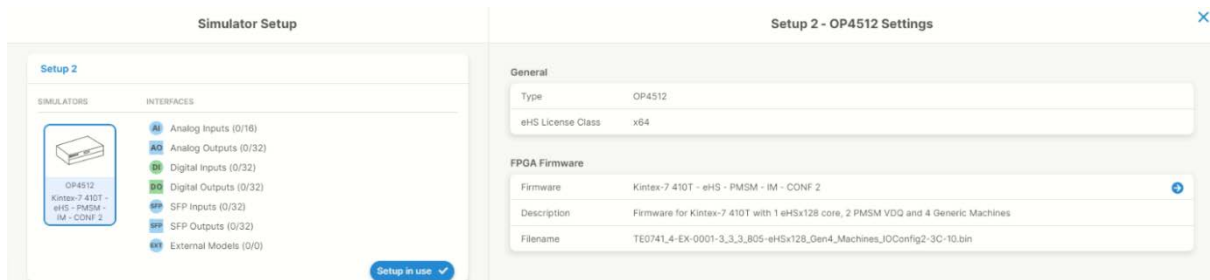 Simulator Setup
Setup 2
SIMULATORS
INTERFACES
OP4512
Kintex-7 410T -
eHS - PMSM -
IM - CONF 2
AI Analog Inputs (0/16)
AO Analog Outputs (0/32)
DI Digital Inputs (0/32)
DO Digital Outputs (0/32)
SFP SFP Inputs (0/32)
SFP SFP Outputs (0/32)
EXT External Models (0/0)
Setup in use
Setup 2 - OP4512 Settings
General
Type OP4512
eHS License Class x64
FPGA Firmware
Firmware Kintex-7 410T - eHS - PMSM - IM - CONF 2
Description Firmware for Kintex-7 410T with 1 eHSx128 core, 2 PMSM VDQ and 4 Generic Machines
Filename TE0741_4-EX-0001-3_3_3_805-eHSx128_Gen4_Machines_IOConfig2-3C-10.bin